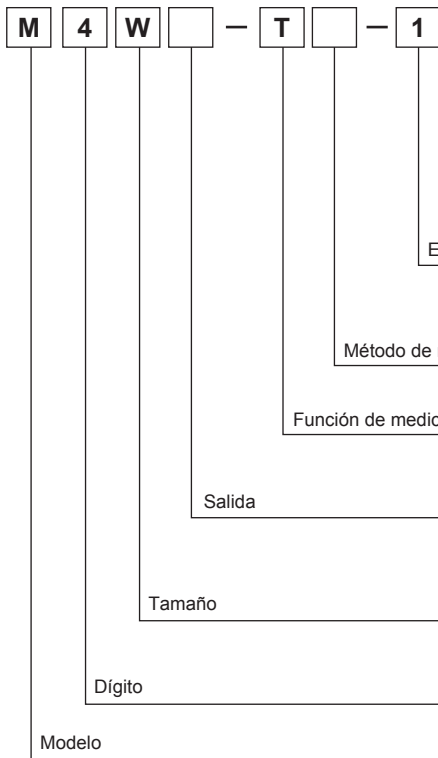 M 4 W – T – 1
E
Método de
Función de medic
Salida
Tamaño
Dígito
Modelo